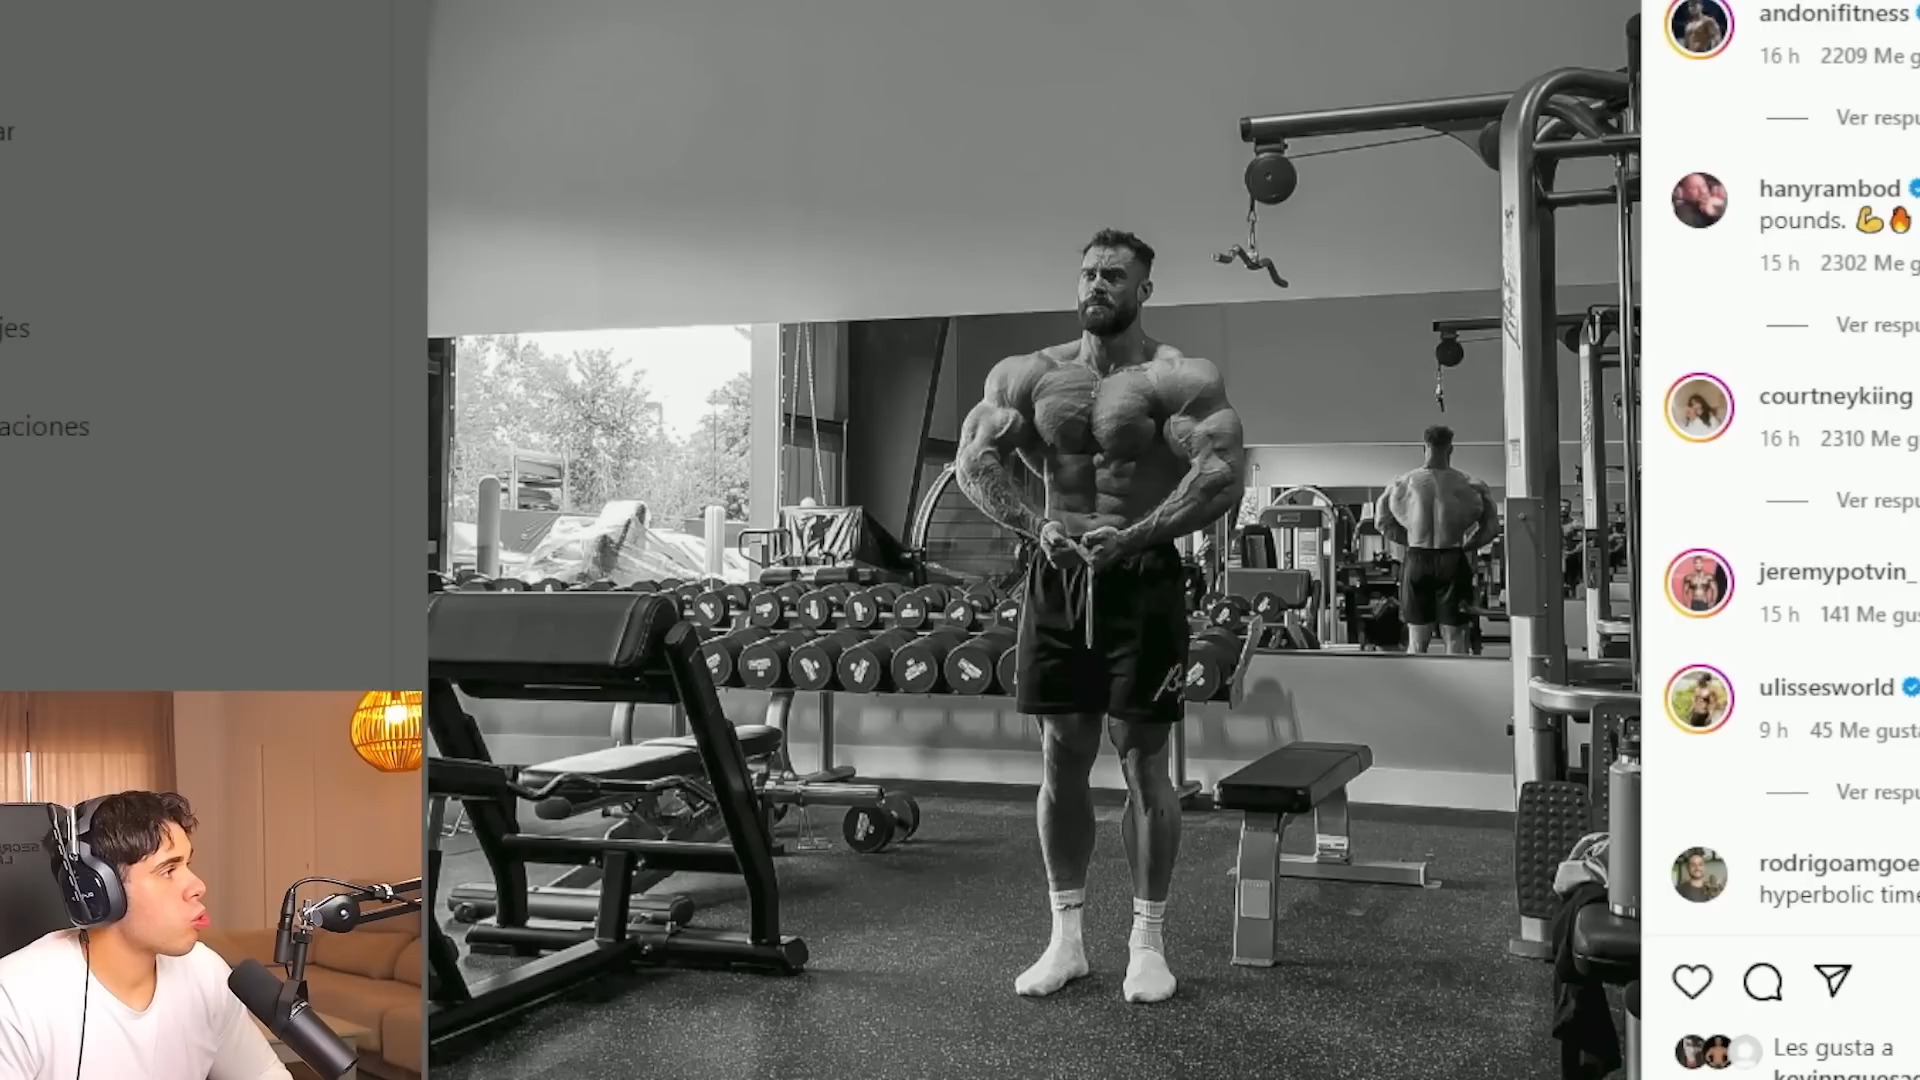 ar
jes
aciones
andonifitness
16 h 2209 Me g
Ver respu
hanyrambod
pounds. 💪🔥
15 h 2302 Me g
Ver respu
courtneykiing
16 h 2310 Me g
Ver respu
jeremypotvin_
15 h 141 Me gus
ulissesworld
9 h 45 Me gusta
Ver respu
rodrigoamgoe
hyperbolic time
Les gusta a
SECRE